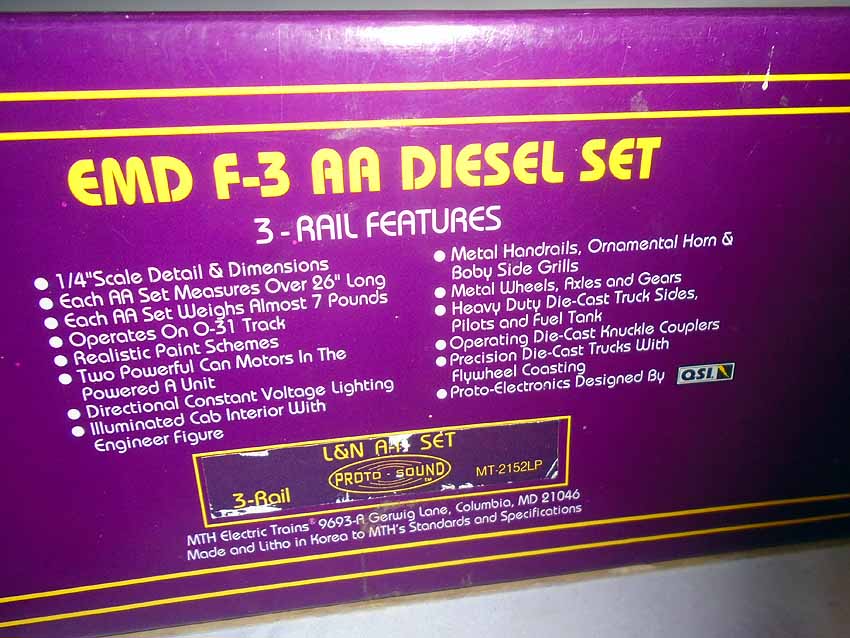 EMD F-3 AA DIESEL SET
3-RAIL FEATURES
● 1/4"Scale Detail & Dimensions
● Each AA Set Measures Over 26" Long
● Each AA Set Weighs Almost 7 Pounds
● Operates On O-31 Track
● Realistic Paint Schemes
● Two Powerful Can Motors In The
Powered A Unit
● Directional Constant Voltage Lighting
● Illuminated Cab Interior With
Engineer Figure
● Metal Handrails, Ornamental Horn &
Boby Side Grills
● Metal Wheels, Axles and Gears
● Heavy Duty Die-Cast Truck Sides,
Pilots and Fuel Tank
● Operating Die-Cast Knuckle Couplers
● Precision Die-Cast Trucks With
Flywheel Coasting
● Proto-Electronics Designed By QSI
L&N AA SET
3-Rail PROTO-SOUND™ MT-2152LP
MTH Electric Trains® 9693-A Gerwig Lane, Columbia, MD 21046
Made and Litho in Korea to MTH's Standards and Specifications